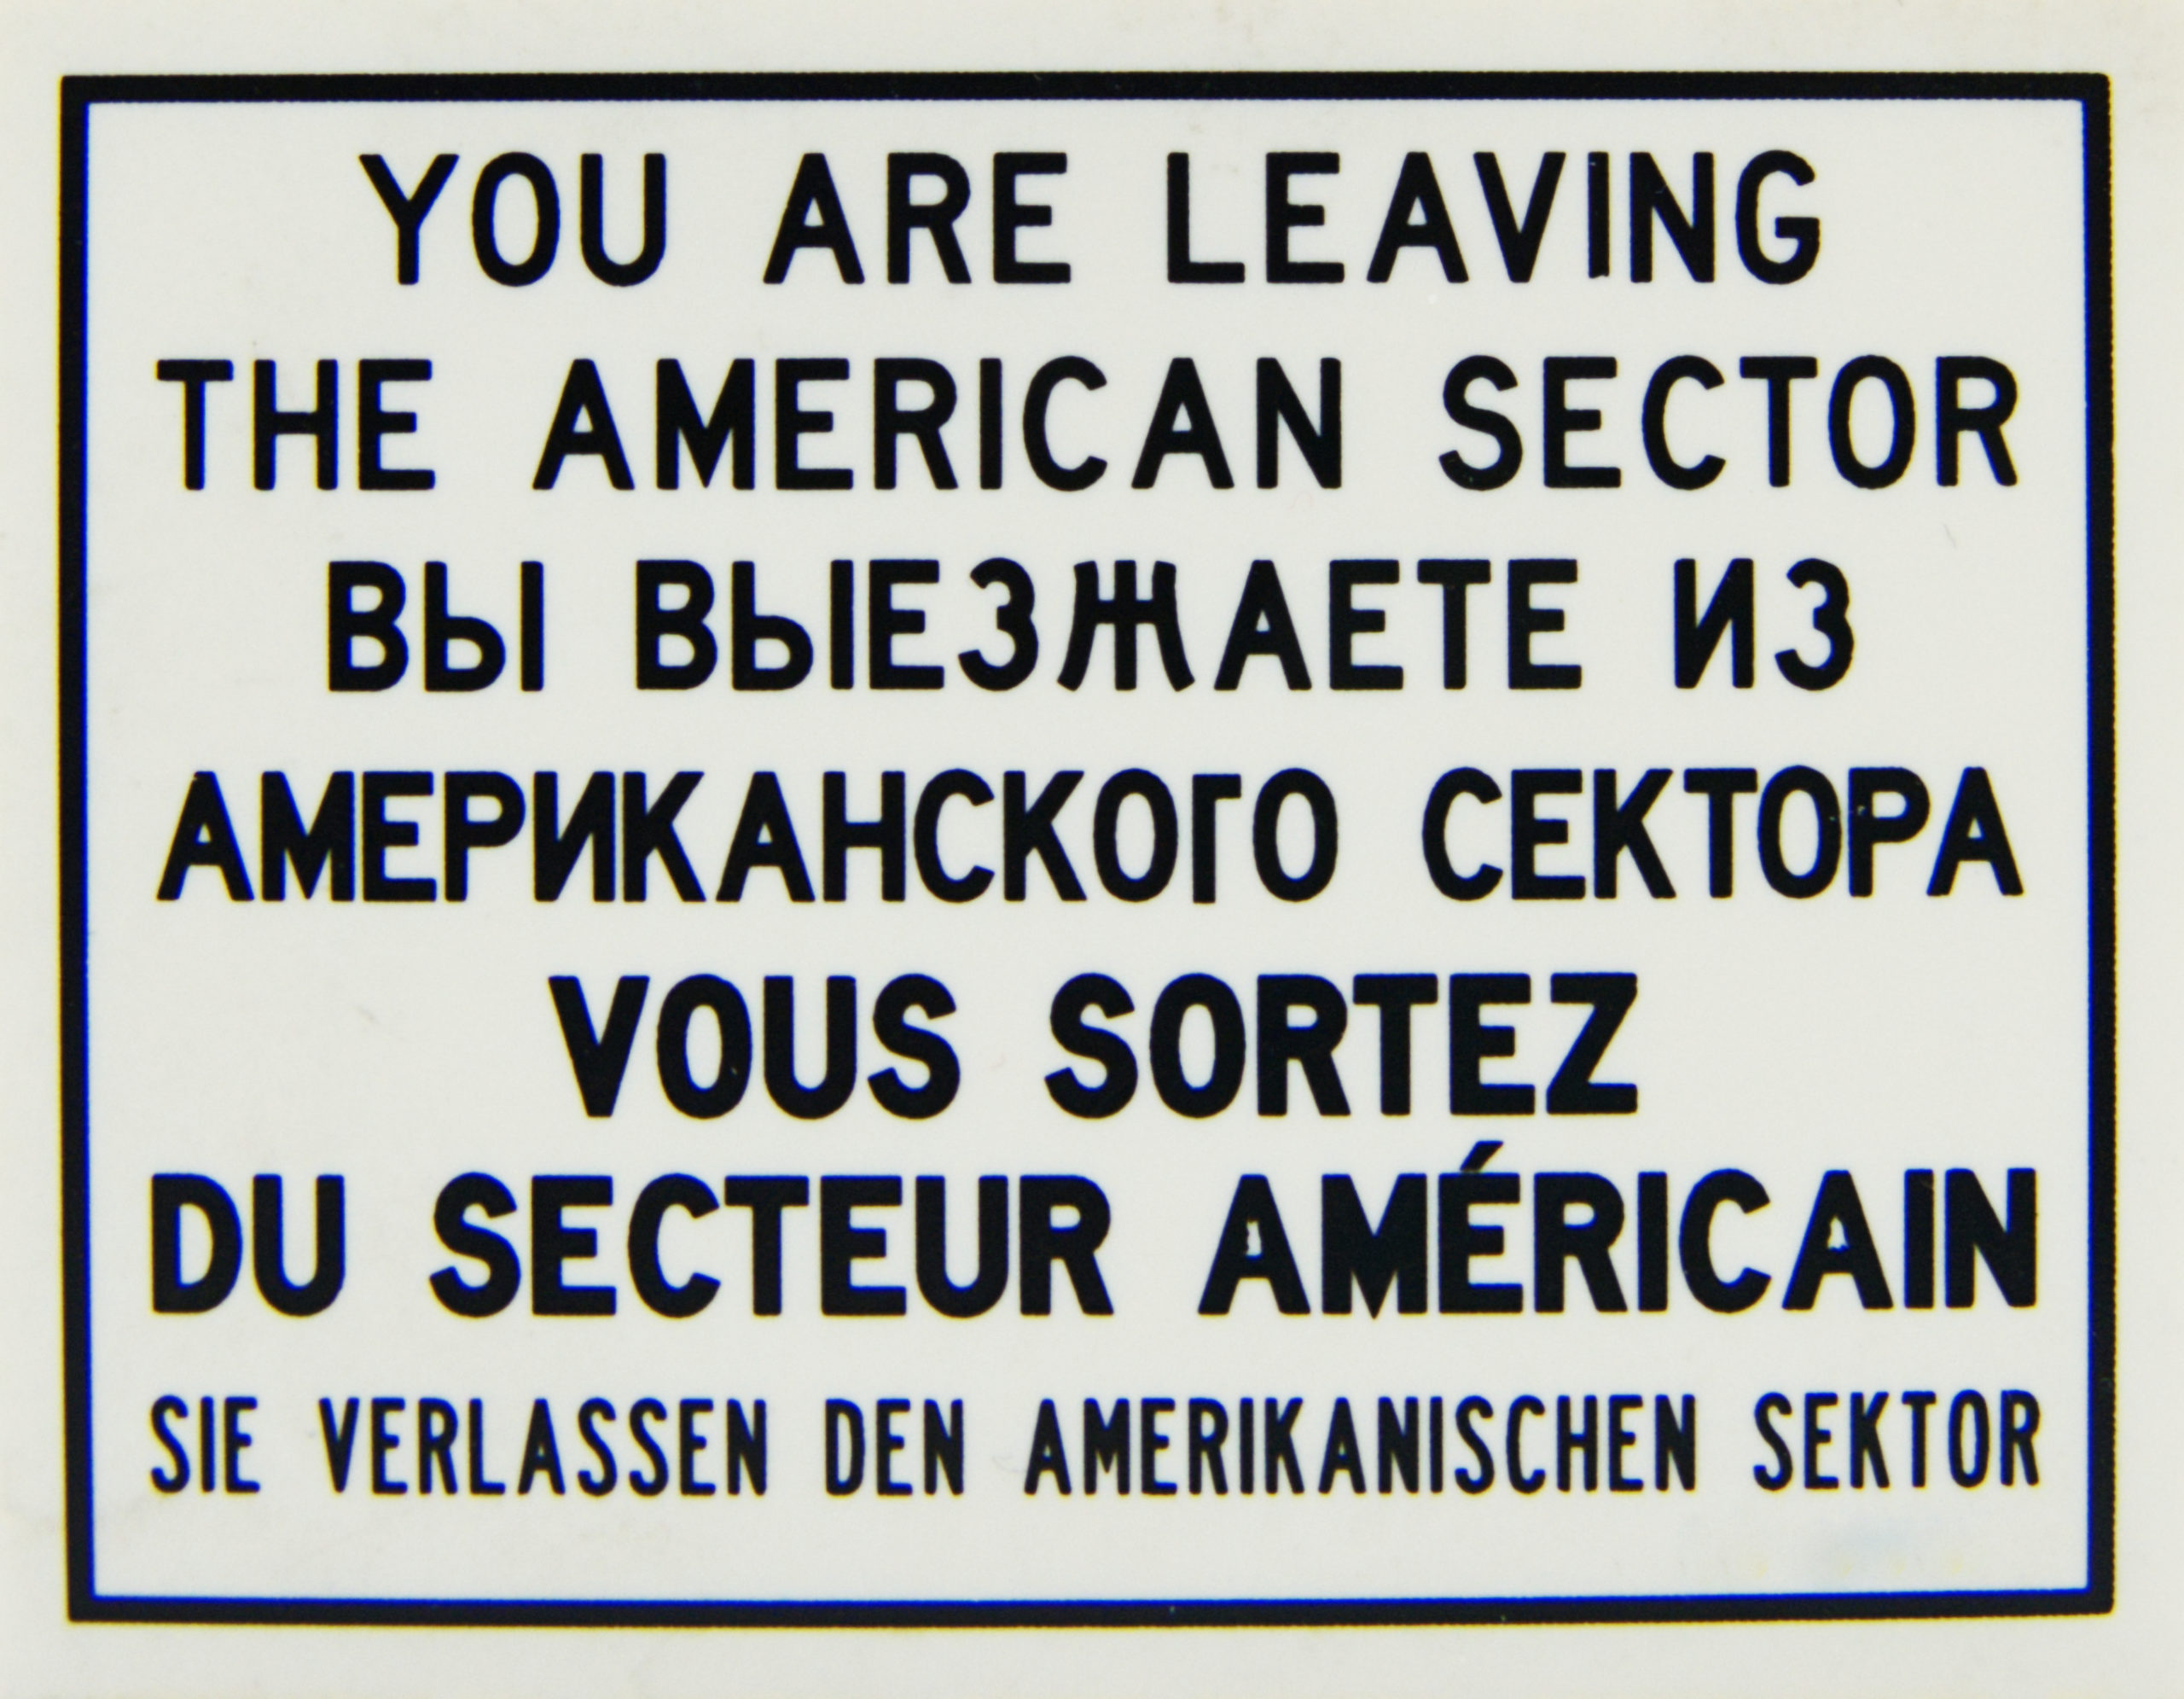 YOU ARE LEAVING
THE AMERICAN SECTOR
ВЫ ВЫЕЗЖАЕТЕ ИЗ
АМЕРИКАНСКОГО СЕКТОРА
VOUS SORTEZ
DU SECTEUR AMÉRICAIN
SIE VERLASSEN DEN AMERIKANISCHEN SEKTOR